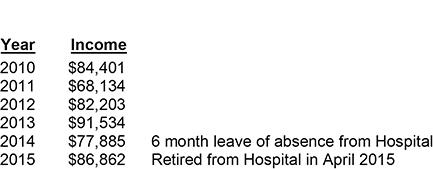 Year Income
2010 $84,401
2011 $68,134
2012 $82,203
2013 $91,534
2014 $77,885 6 month leave of absence from Hospital
2015 $86,862 Retired from Hospital in April 2015